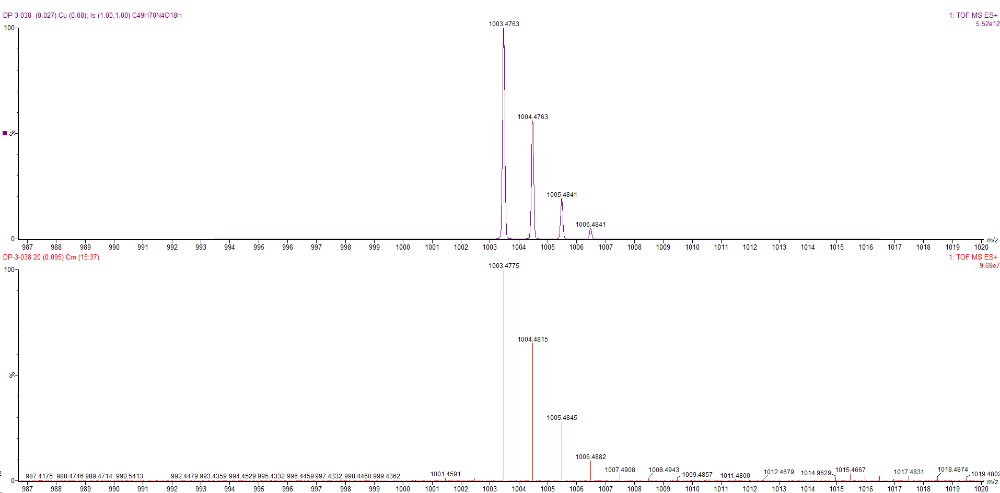 DP-3-038 (0.027) Cu (0.08); Is (1.00,1.00) C49H70N4O18H
1: TOF MS ES+
5.52e12
1003.4763
100
1004.4763
%
1005.4841
1006.4841
0
987 988 989 990 991 992 993 994 995 996 997 998 999 1000 1001 1002 1003 1004 1005 1006 1007 1008 1009 1010 1011 1012 1013 1014 1015 1016 1017 1018 1019 1020 m/z
DP-3-038 20 (0.095) Cm (15:37)
1: TOF MS ES+
9.69e7
1003.4775
100
1004.4815
%
1005.4845
1006.4882
987.4175 988.4746 989.4714 990.5413 992.4479 993.4359 994.4529 995.4332 996.4459 997.4332 998.4460 999.4362 1001.4591 1007.4908 1008.4943 1009.4857 1011.4800 1012.4679 1014.9629 1015.4667 1017.4831 1018.4874 1019.4802
0
987 988 989 990 991 992 993 994 995 996 997 998 999 1000 1001 1002 1003 1004 1005 1006 1007 1008 1009 1010 1011 1012 1013 1014 1015 1016 1017 1018 1019 1020 m/z